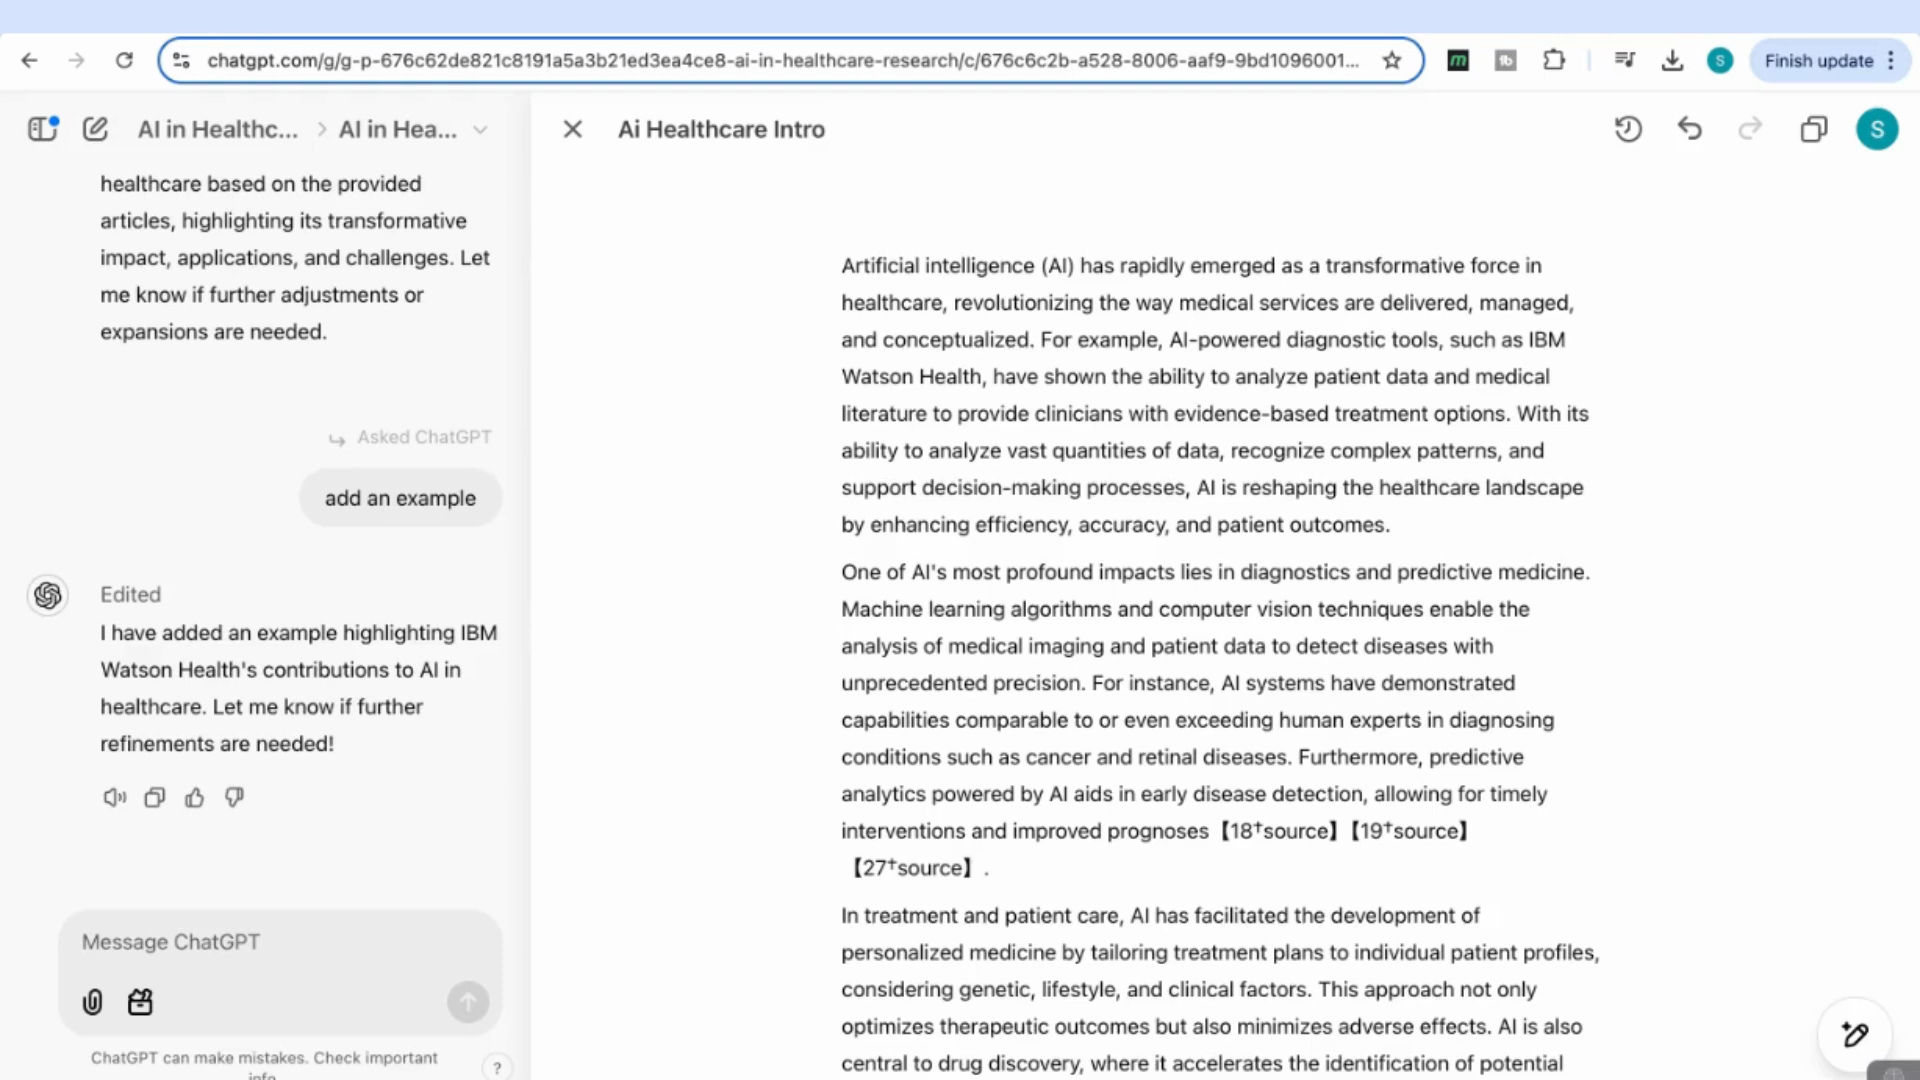 chatgpt.com/g/g-p-676c62de821c8191a5a3b21ed3ea4ce8-ai-in-healthcare-research/c/676c6c2b-a528-8006-aaf9-9bd1096001...
m
tb
S
Finish update
AI in Healthc... > AI in Hea...
Ai Healthcare Intro
S
healthcare based on the provided
articles, highlighting its transformative
impact, applications, and challenges. Let
me know if further adjustments or
expansions are needed.
Asked ChatGPT
add an example
Edited
I have added an example highlighting IBM
Watson Health's contributions to AI in
healthcare. Let me know if further
refinements are needed!
Message ChatGPT
ChatGPT can make mistakes. Check important
info.
?
Artificial intelligence (AI) has rapidly emerged as a transformative force in
healthcare, revolutionizing the way medical services are delivered, managed,
and conceptualized. For example, AI-powered diagnostic tools, such as IBM
Watson Health, have shown the ability to analyze patient data and medical
literature to provide clinicians with evidence-based treatment options. With its
ability to analyze vast quantities of data, recognize complex patterns, and
support decision-making processes, AI is reshaping the healthcare landscape
by enhancing efficiency, accuracy, and patient outcomes.
One of AI's most profound impacts lies in diagnostics and predictive medicine.
Machine learning algorithms and computer vision techniques enable the
analysis of medical imaging and patient data to detect diseases with
unprecedented precision. For instance, AI systems have demonstrated
capabilities comparable to or even exceeding human experts in diagnosing
conditions such as cancer and retinal diseases. Furthermore, predictive
analytics powered by AI aids in early disease detection, allowing for timely
interventions and improved prognoses【18†source】【19†source】
【27†source】.
In treatment and patient care, AI has facilitated the development of
personalized medicine by tailoring treatment plans to individual patient profiles,
considering genetic, lifestyle, and clinical factors. This approach not only
optimizes therapeutic outcomes but also minimizes adverse effects. AI is also
central to drug discovery, where it accelerates the identification of potential